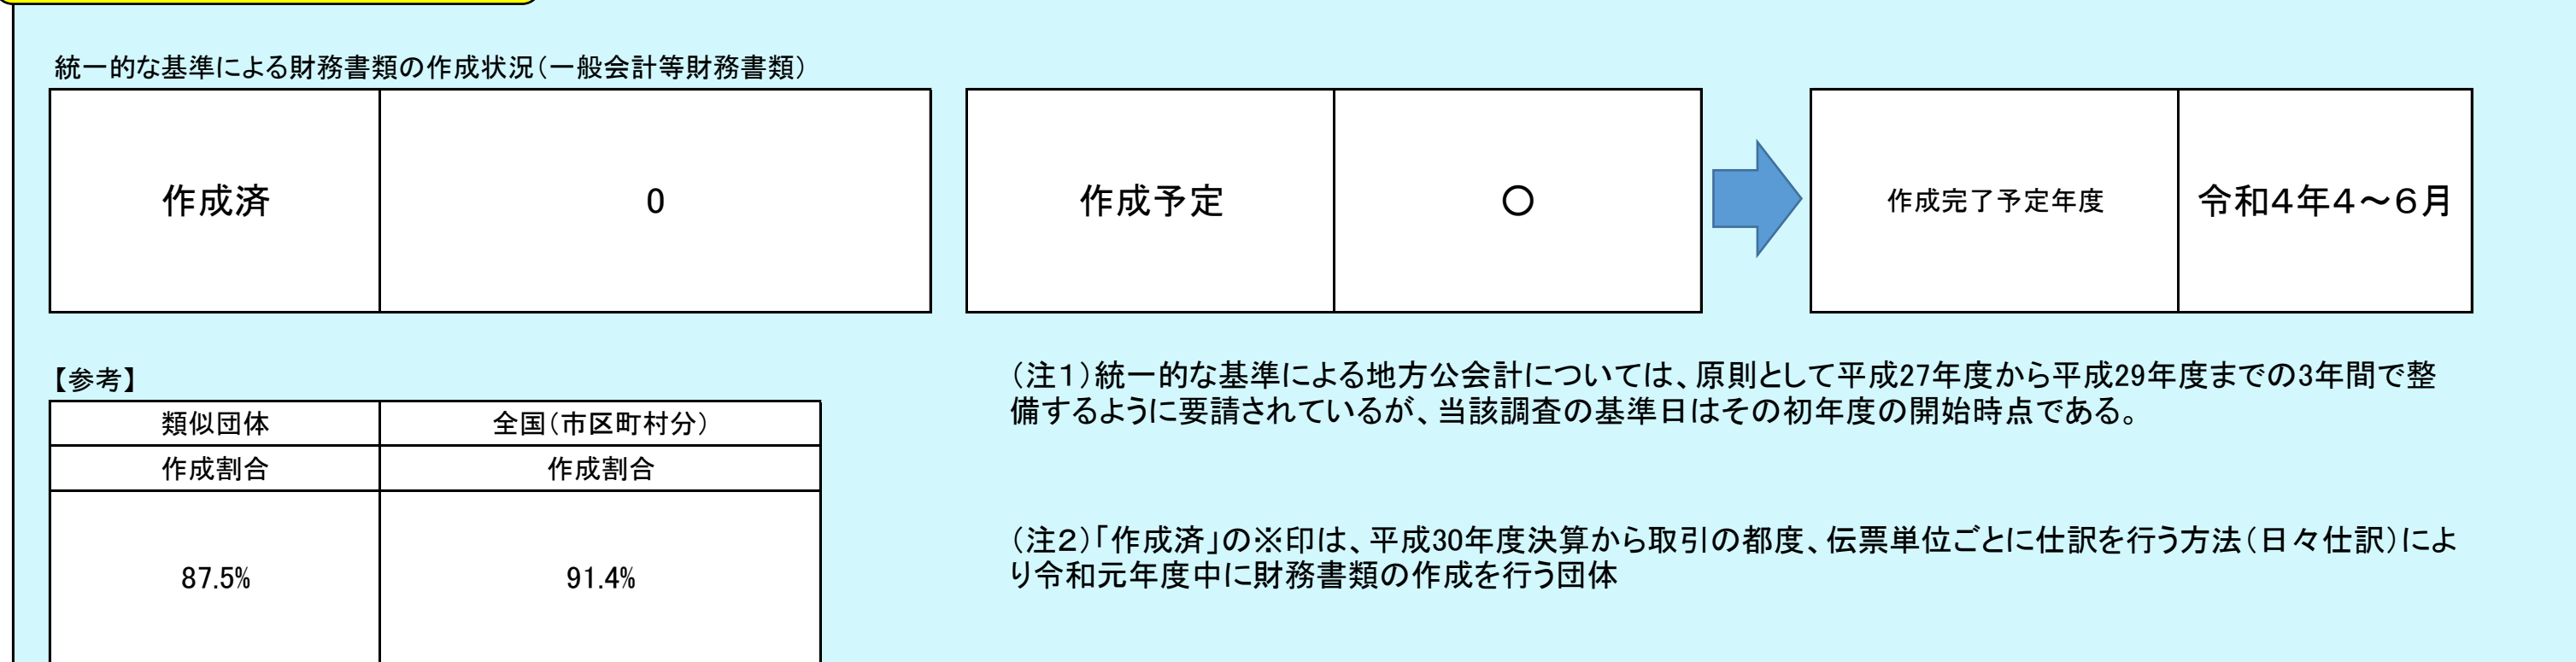 統一的な基準による財務書類の作成状況（一般会計等財務書類）
作成済 0 作成予定 〇 作成完了予定年度 令和４年４～６月
【参考】
類似団体 全国（市区町村分）
作成割合 作成割合
87.5% 91.4%
（注１）統一的な基準による地方公会計については、原則として平成27年度から平成29年度までの3年間で整
備するように要請されているが、当該調査の基準日はその初年度の開始時点である。
（注２）「作成済」の※印は、平成30年度決算から取引の都度、伝票単位ごとに仕訳を行う方法（日々仕訳）によ
り令和元年度中に財務書類の作成を行う団体